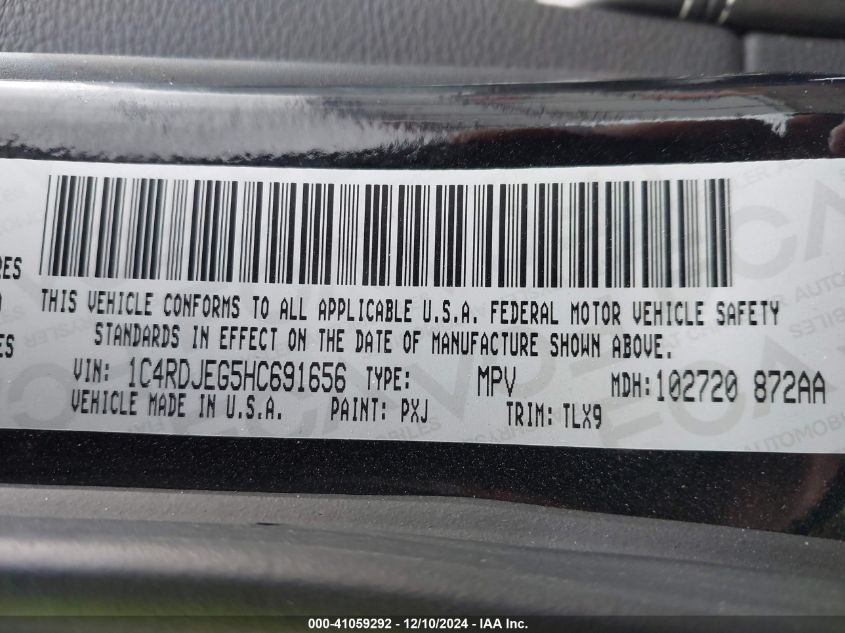 RES
THIS VEHICLE CONFORMS TO ALL APPLICABLE U.S.A. FEDERAL MOTOR VEHICLE SAFETY
ES STANDARDS IN EFFECT ON THE DATE OF MANUFACTURE SHOWN ABOVE.
VIN: 1C4RDJEG5HC691656 TYPE: MPV MDH: 102720 872AA
VEHICLE MADE IN U.S.A. PAINT: PXJ TRIM: TLX9
000-41059292 - 12/10/2024 - IAA Inc.